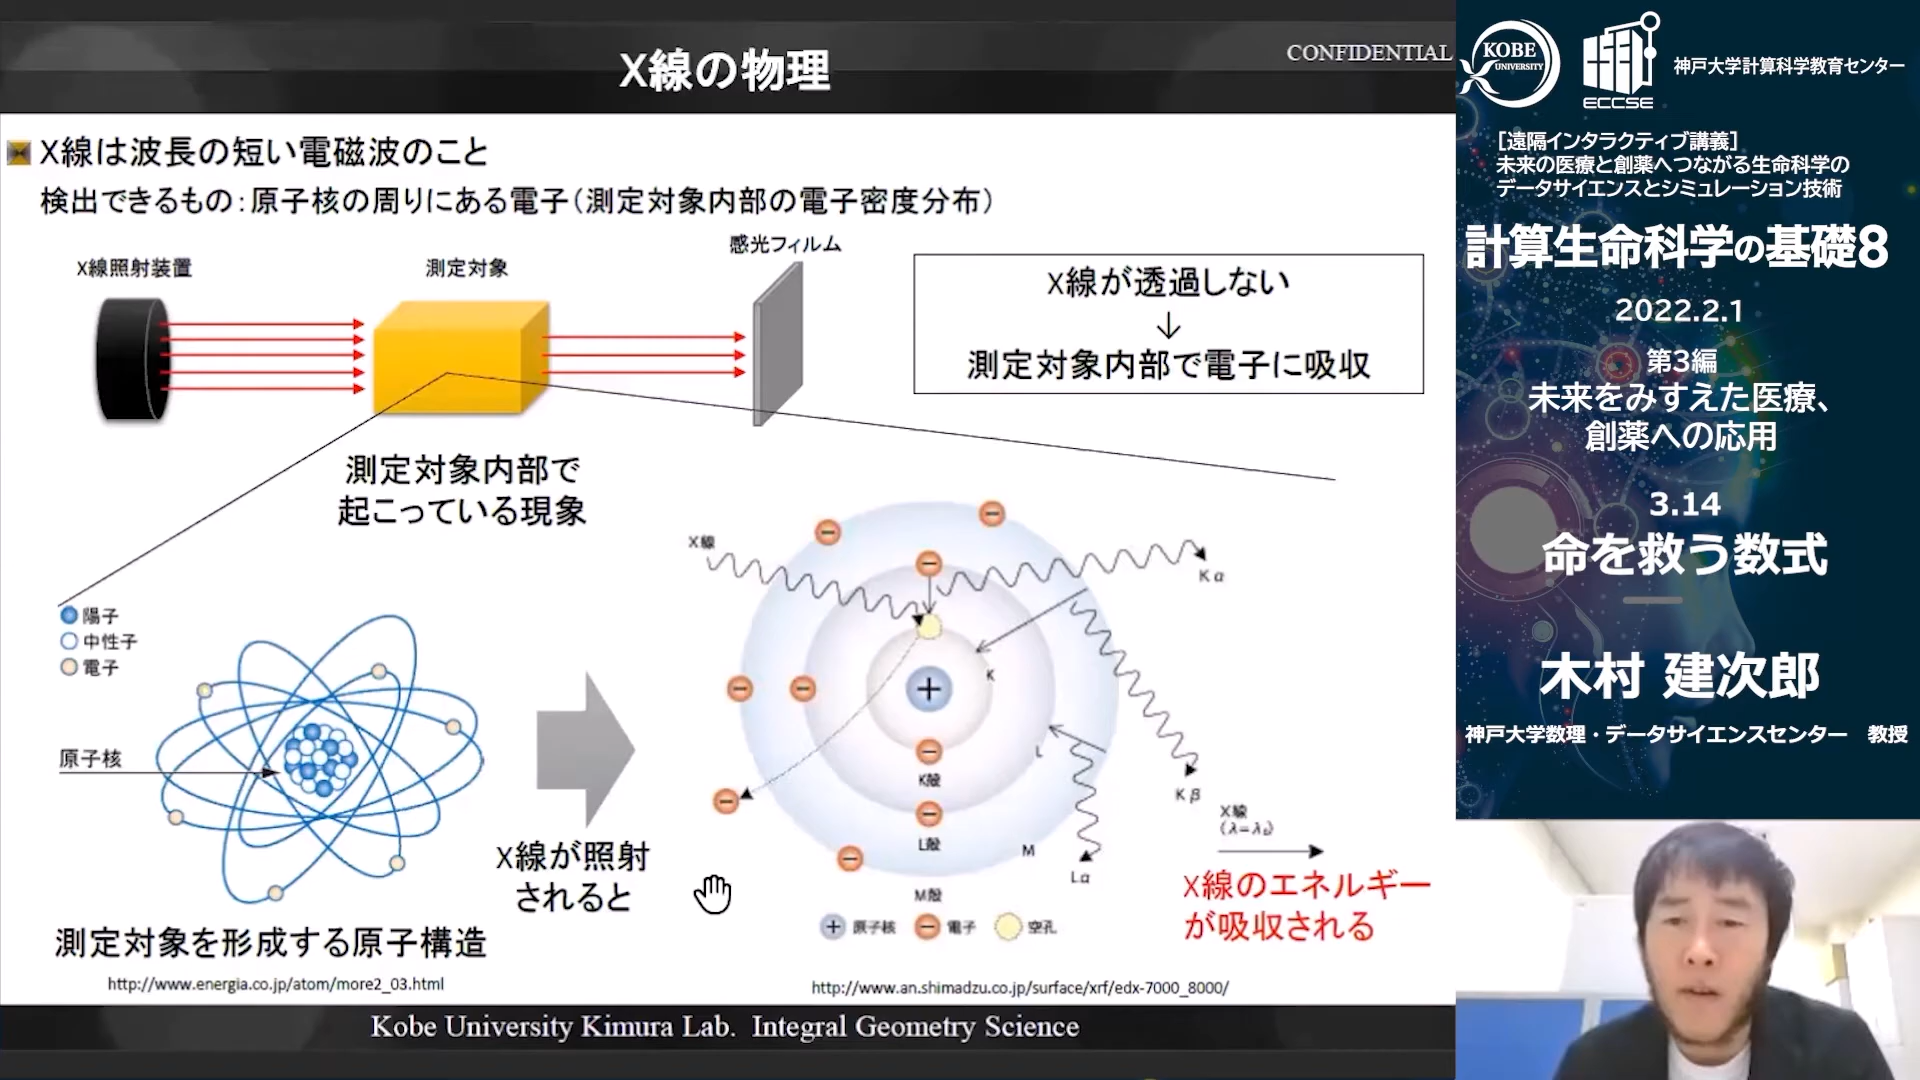 X線の物理
CONFIDENTIAL
X線は波長の短い電磁波のこと
検出できるもの：原子核の周りにある電子（測定対象内部の電子密度分布）
X線照射装置
測定対象
感光フィルム
X線が透過しない
↓
測定対象内部で電子に吸収
測定対象内部で
起こっている現象
陽子
中性子
電子
原子核
測定対象を形成する原子構造
http://www.energia.co.jp/atom/more2_03.html
X線が照射
されると
X線
Kα
K
L
Kβ
M
Lα
K殻
L殻
M殻
原子核
電子
空孔
X線
X線のエネルギー
が吸収される
http://www.an.shimadzu.co.jp/surface/xrf/edx-7000_8000/
Kobe University Kimura Lab. Integral Geometry Science
KOBE
UNIVERSITY
ECCSE
神戸大学計算科学教育センター
［遠隔インタラクティブ講義］
未来の医療と創薬へつながる生命科学の
データサイエンスとシミュレーション技術
計算生命科学の基礎8
2022.2.1
第3編
未来をみすえた医療、
創薬への応用
3.14
命を救う数式
木村 建次郎
神戸大学数理・データサイエンスセンター　教授